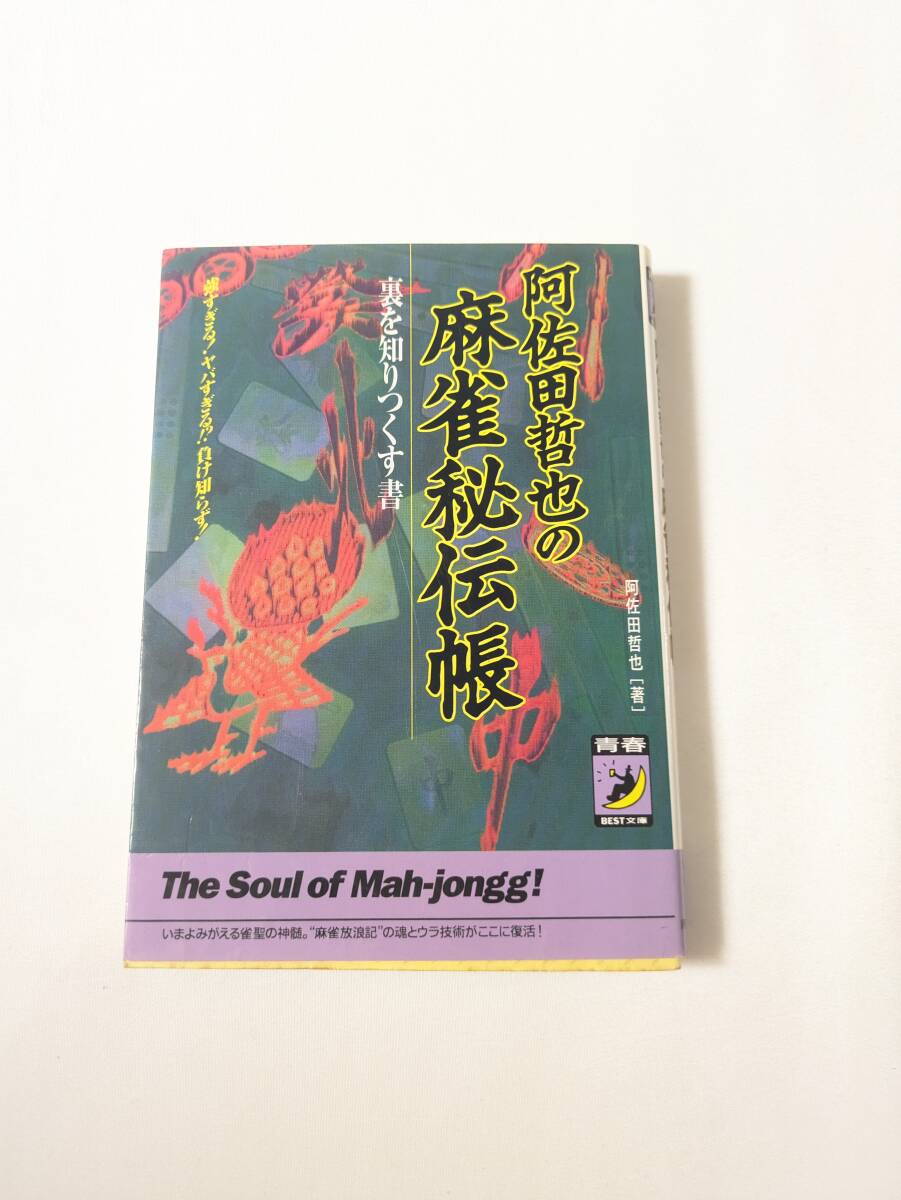 阿佐田哲也の
麻雀秘伝帳
裏を知りつくす書
強すぎる!ヤバすぎる!!負け知らず!
阿佐田哲也[著]
青春
BEST文庫
The Soul of Mah-jongg!
いまよみがえる雀聖の神髄。“麻雀放浪記”の魂とウラ技術がここに復活!